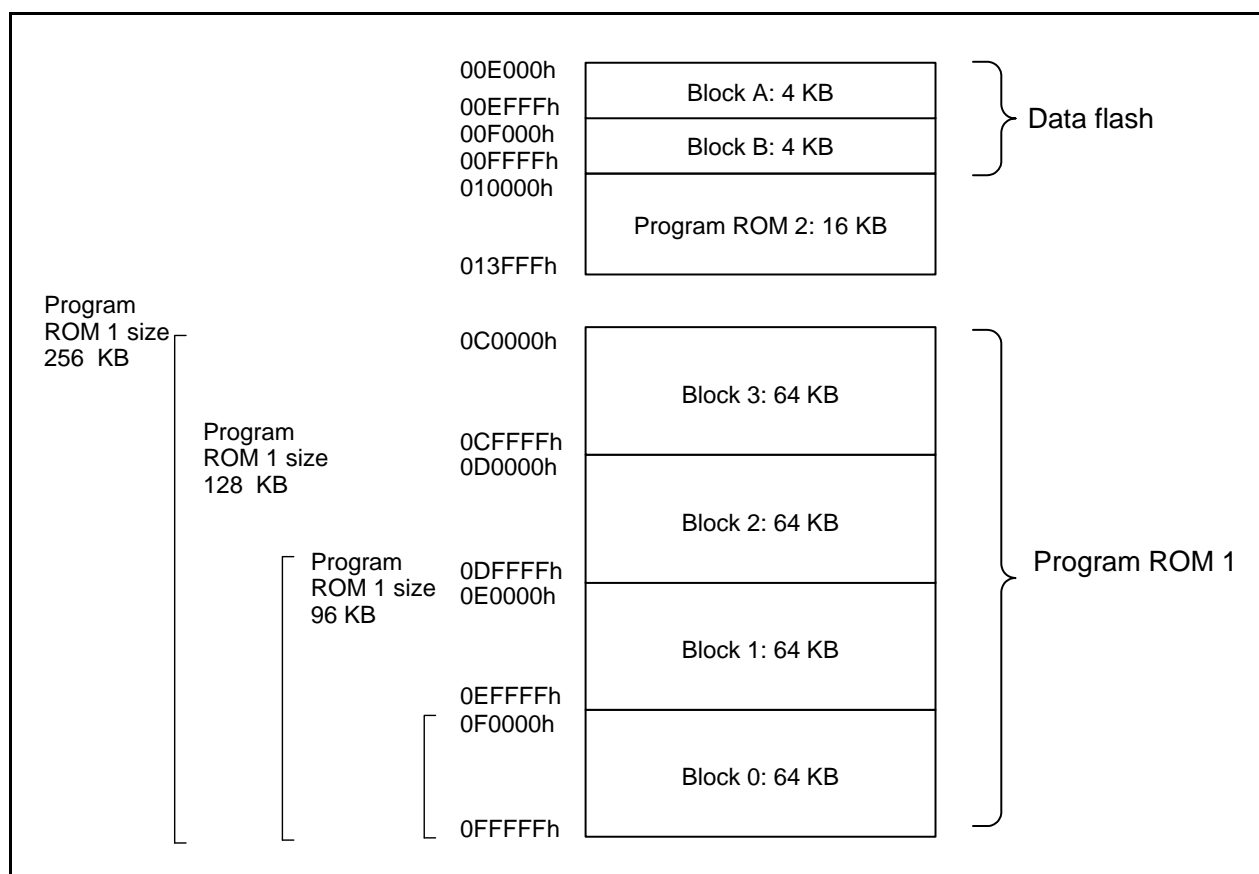 00E000h
Block A: 4 KB
00EFFFh
00F000h
Data flash
Block B: 4 KB
00FFFFh
010000h
Program ROM 2: 16 KB
013FFFh
Program
ROM 1 size
256 KB
0C0000h
Block 3: 64 KB
Program
ROM 1 size
128 KB
0CFFFFh
0D0000h
Block 2: 64 KB
Program
ROM 1 size
96 KB
0DFFFFh
0E0000h
Program ROM 1
Block 1: 64 KB
0EFFFFh
0F0000h
Block 0: 64 KB
0FFFFFh